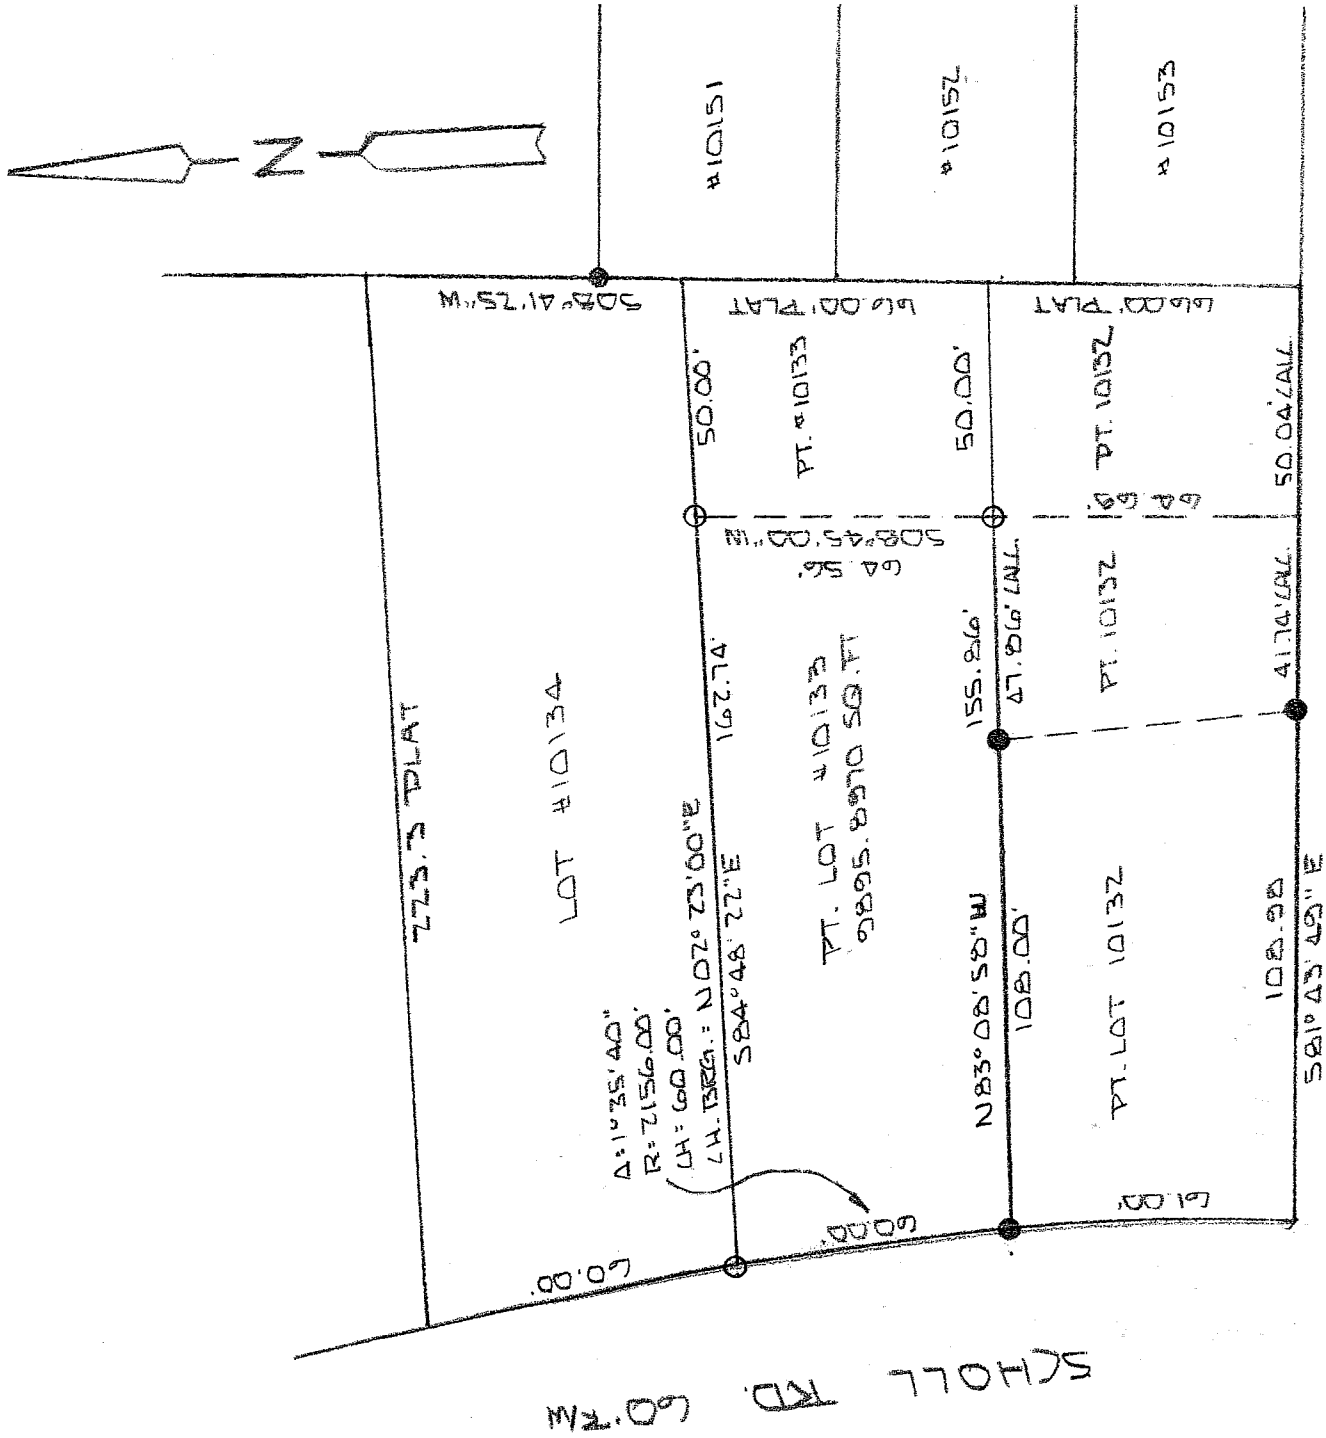 N
#10151
#10152
#10153
S08°41'25"W
66.00' PLAT
66.00' PLAT
50.00'
PT. #10133
50.00'
PT. 10132
50.04' CALC.
223.3 PLAT
LOT #10134
162.74'
S84°48'22"E
S08°45'00"W
64.56'
64.69'
PT. LOT #10133
9895.8970 SQ.FT
155.86'
47.86' CALC.
PT. 10132
41.74' CALC.
Δ=1°35'40"
R=2156.00'
CH=60.00'
CH. BRG.= N07°23'00"E
N83°08'58"W
108.00'
PT. LOT 10132
108.98
S81°43'49"E
60.00'
60.00'
61.00'
SCHOLL RD. 60' R/W